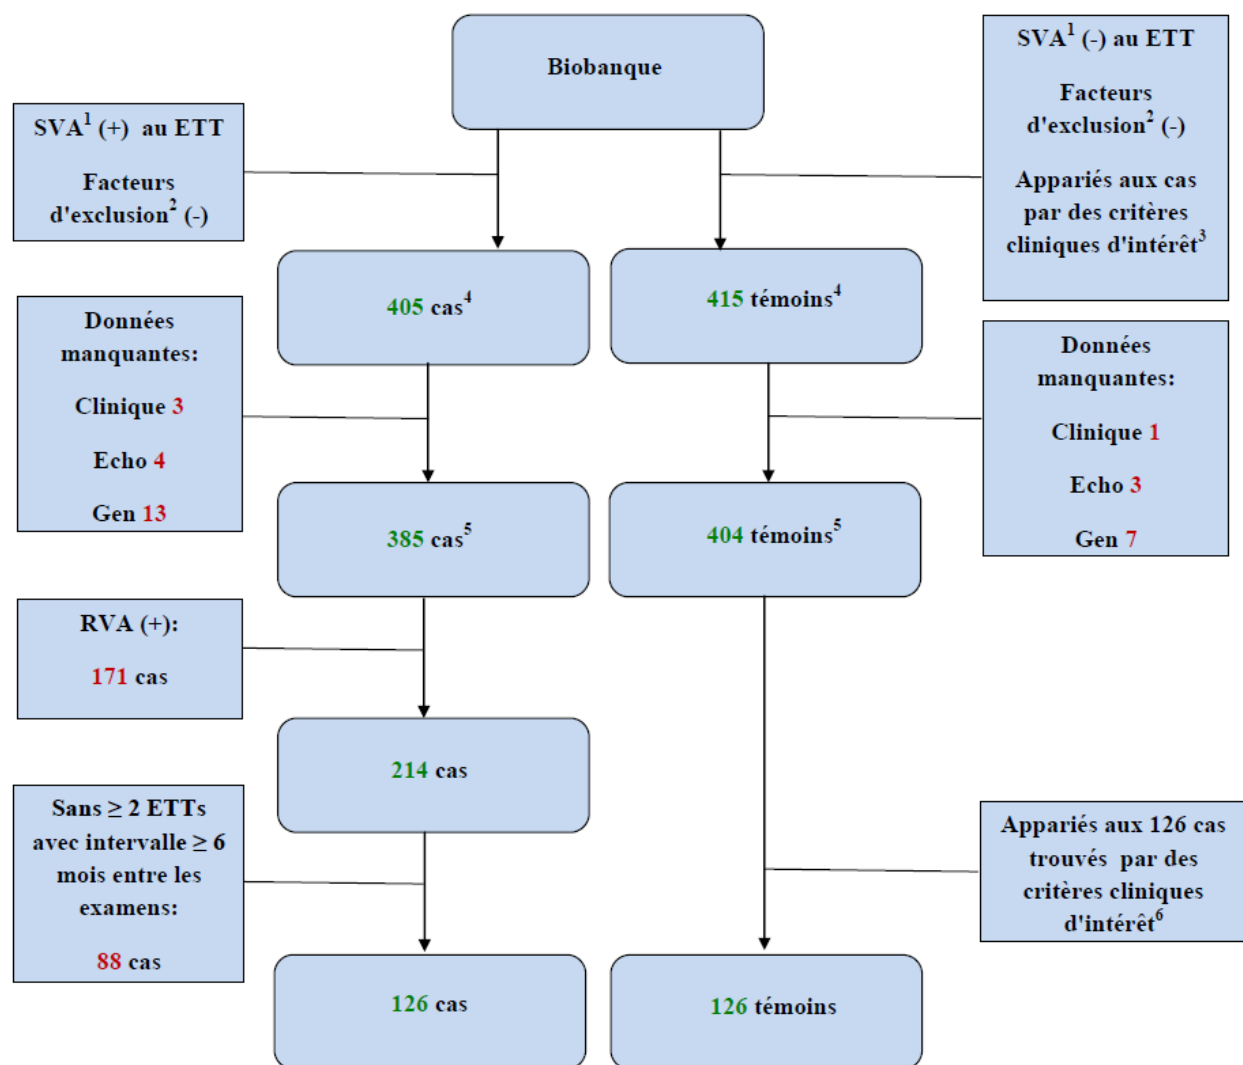 Biobanque
SVA¹ (-) au ETT
Facteurs
d'exclusion² (-)
Appariés aux cas
par des critères
cliniques d'intérêt³
SVA¹ (+) au ETT
Facteurs
d'exclusion² (-)
405 cas⁴
415 témoins⁴
Données
manquantes:
Clinique 3
Echo 4
Gen 13
Données
manquantes:
Clinique 1
Echo 3
Gen 7
385 cas⁵
404 témoins⁵
RVA (+):
171 cas
214 cas
Sans ≥ 2 ETTs
avec intervalle ≥ 6
mois entre les
examens:
88 cas
Appariés aux 126 cas
trouvés par des
critères cliniques
d'intérêt⁶
126 cas
126 témoins